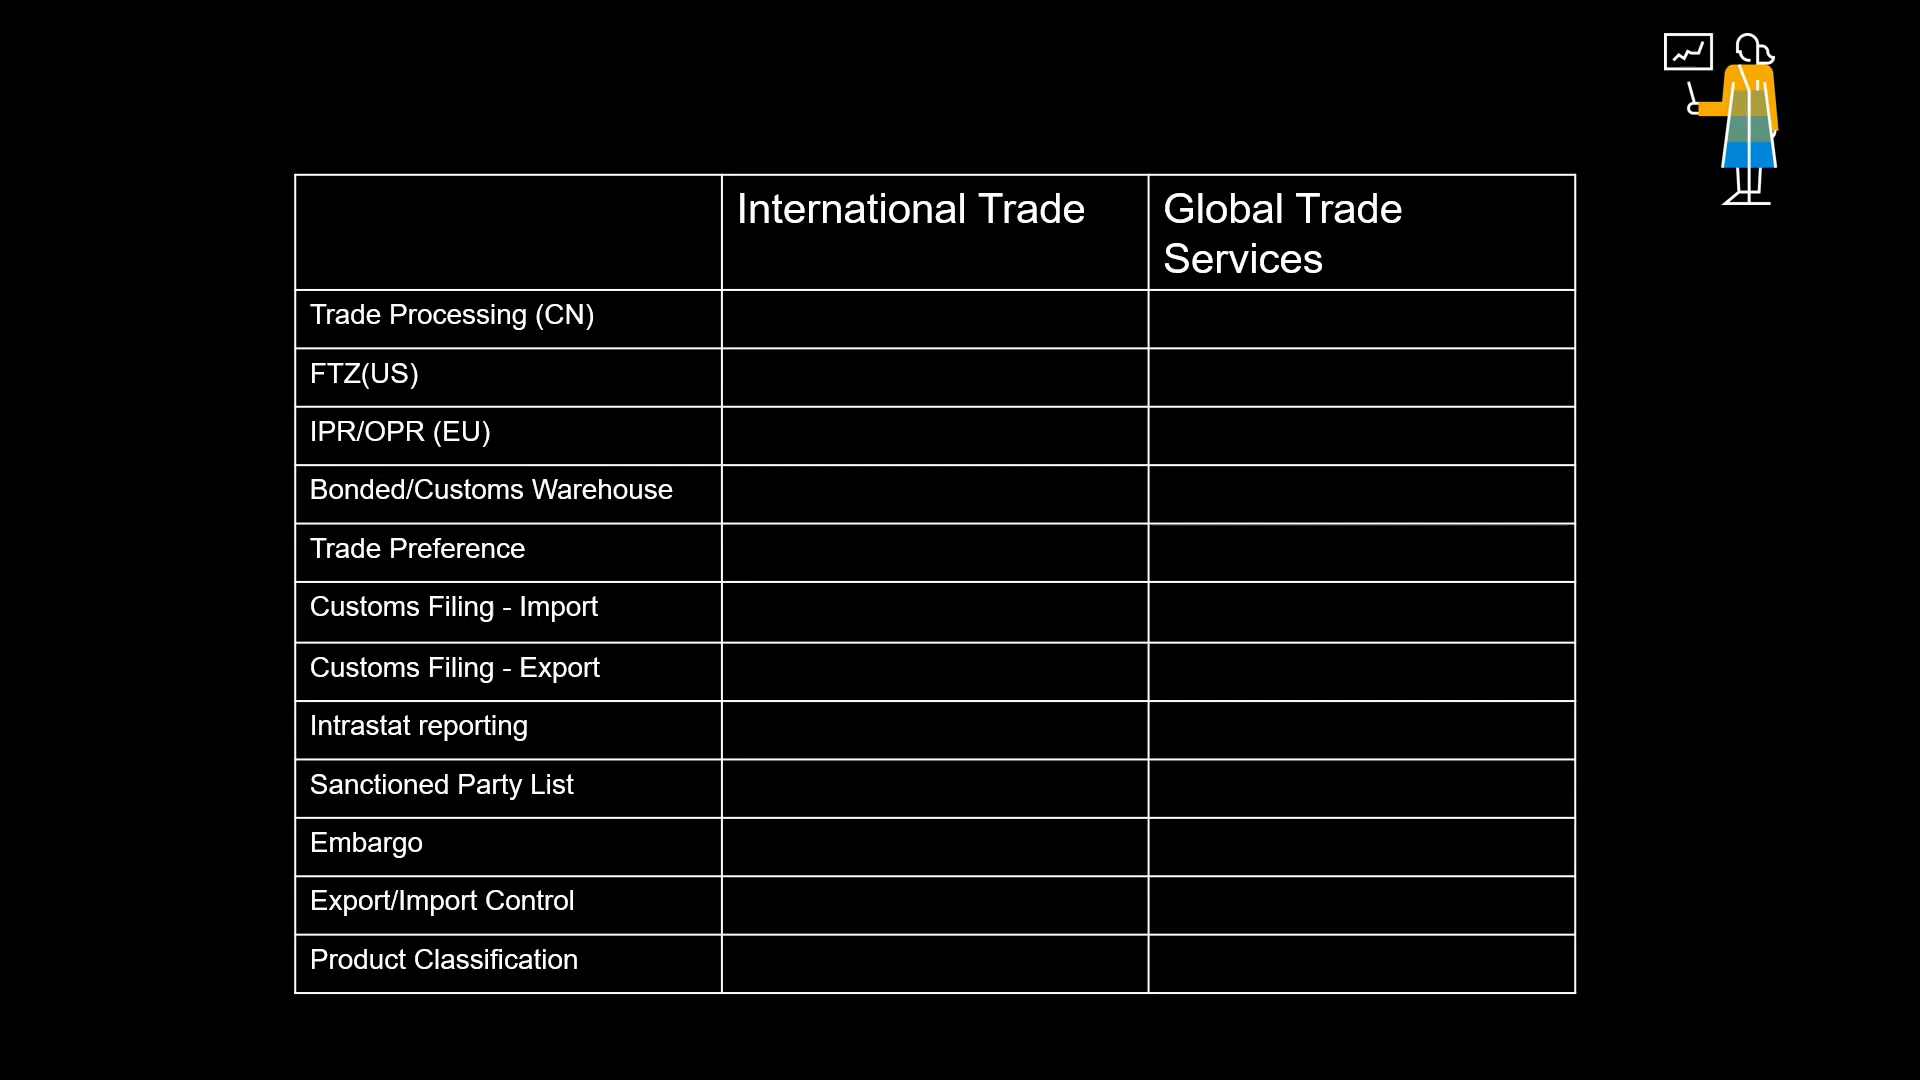 International Trade
Global Trade
Services
Trade Processing (CN)
FTZ(US)
IPR/OPR (EU)
Bonded/Customs Warehouse
Trade Preference
Customs Filing - Import
Customs Filing - Export
Intrastat reporting
Sanctioned Party List
Embargo
Export/Import Control
Product Classification